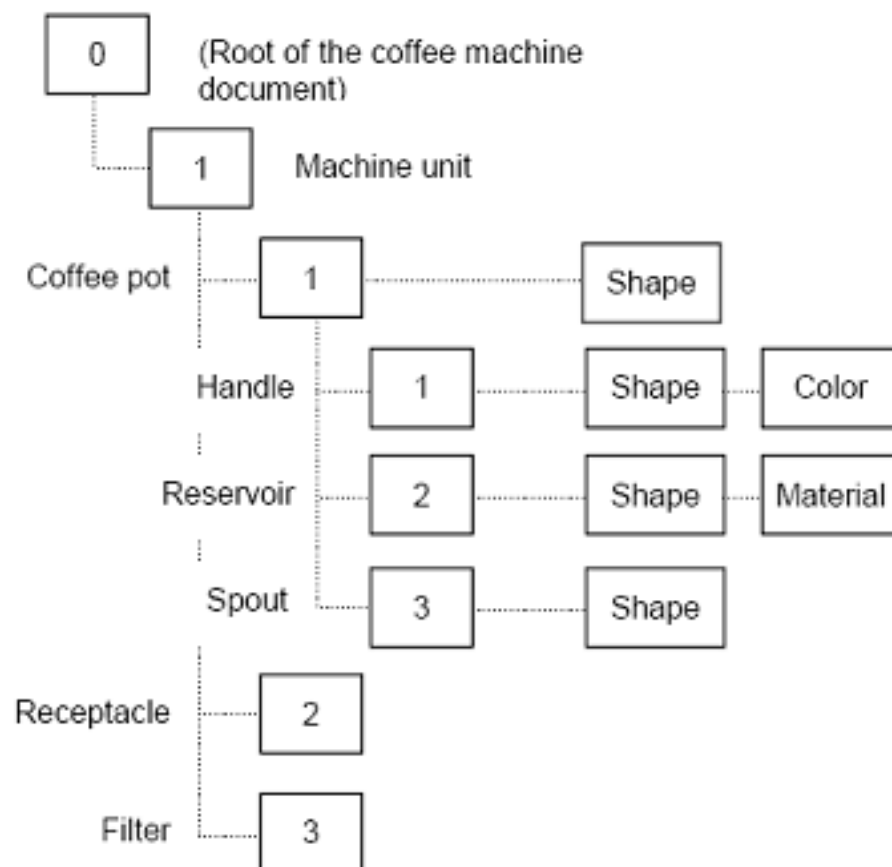 0
(Root of the coffee machine
document)
1
Machine unit
Coffee pot
1
Shape
Handle
1
Shape
Color
Reservoir
2
Shape
Material
Spout
3
Shape
Receptacle
2
Filter
3